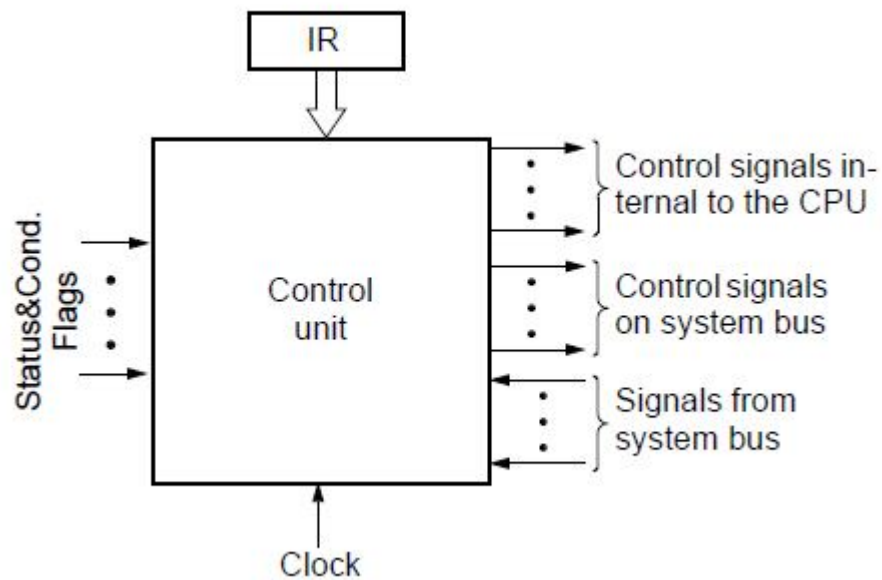 IR
Control signals in-
ternal to the CPU
Status&Cond.
Flags
Control
unit
Control signals
on system bus
Signals from
system bus
Clock